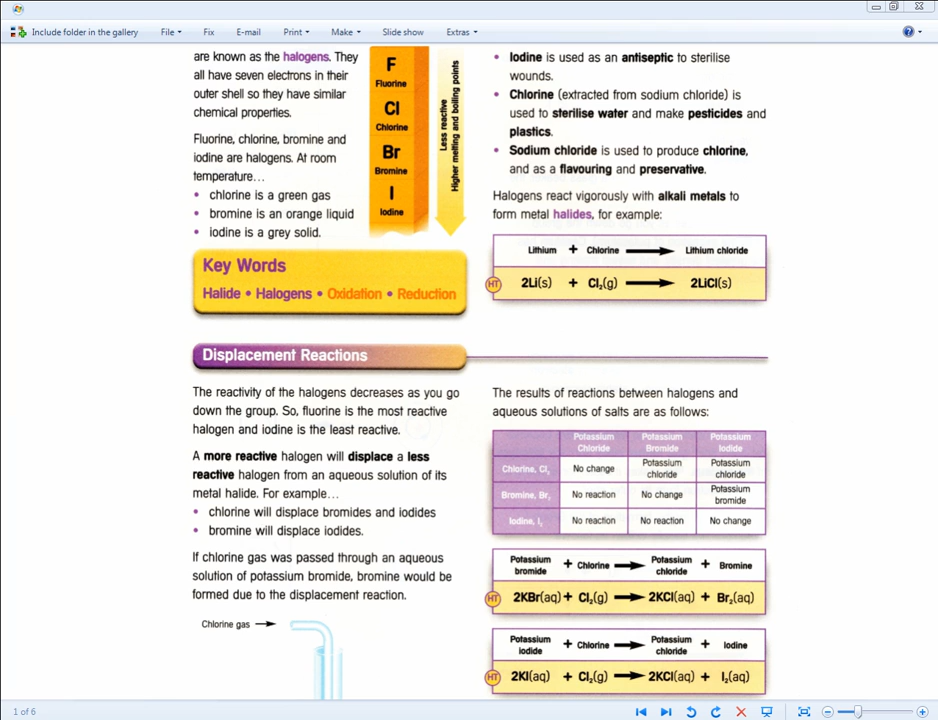 Include folder in the gallery
File
Fix
E-mail
Print
Make
Slide show
Extras
are known as the halogens. They
all have seven electrons in their
outer shell so they have similar
chemical properties.
Fluorine, chlorine, bromine and
iodine are halogens. At room
temperature…
• chlorine is a green gas
• bromine is an orange liquid
• iodine is a grey solid.
F
Fluorine
Cl
Chlorine
Br
Bromine
I
Iodine
Less reactive
Higher melting and boiling points
Key Words
Halide • Halogens • Oxidation • Reduction
• Iodine is used as an antiseptic to sterilise
wounds.
• Chlorine (extracted from sodium chloride) is
used to sterilise water and make pesticides and
plastics.
• Sodium chloride is used to produce chlorine,
and as a flavouring and preservative.
Halogens react vigorously with alkali metals to
form metal halides, for example:
Lithium + Chlorine ⟶ Lithium chloride
HT 2Li(s) + Cl₂(g) ⟶ 2LiCl(s)
Displacement Reactions
The reactivity of the halogens decreases as you go
down the group. So, fluorine is the most reactive
halogen and iodine is the least reactive.
A more reactive halogen will displace a less
reactive halogen from an aqueous solution of its
metal halide. For example…
• chlorine will displace bromides and iodides
• bromine will displace iodides.
If chlorine gas was passed through an aqueous
solution of potassium bromide, bromine would be
formed due to the displacement reaction.
Chlorine gas ⟶
The results of reactions between halogens and
aqueous solutions of salts are as follows:
Potassium Chloride Potassium Bromide Potassium Iodide
Chlorine, Cl₂ No change Potassium chloride Potassium chloride
Bromine, Br₂ No reaction No change Potassium bromide
Iodine, I₂ No reaction No reaction No change
Potassium bromide + Chlorine ⟶ Potassium chloride + Bromine
HT 2KBr(aq) + Cl₂(g) ⟶ 2KCl(aq) + Br₂(aq)
Potassium iodide + Chlorine ⟶ Potassium chloride + Iodine
HT 2KI(aq) + Cl₂(g) ⟶ 2KCl(aq) + I₂(aq)
1 of 6